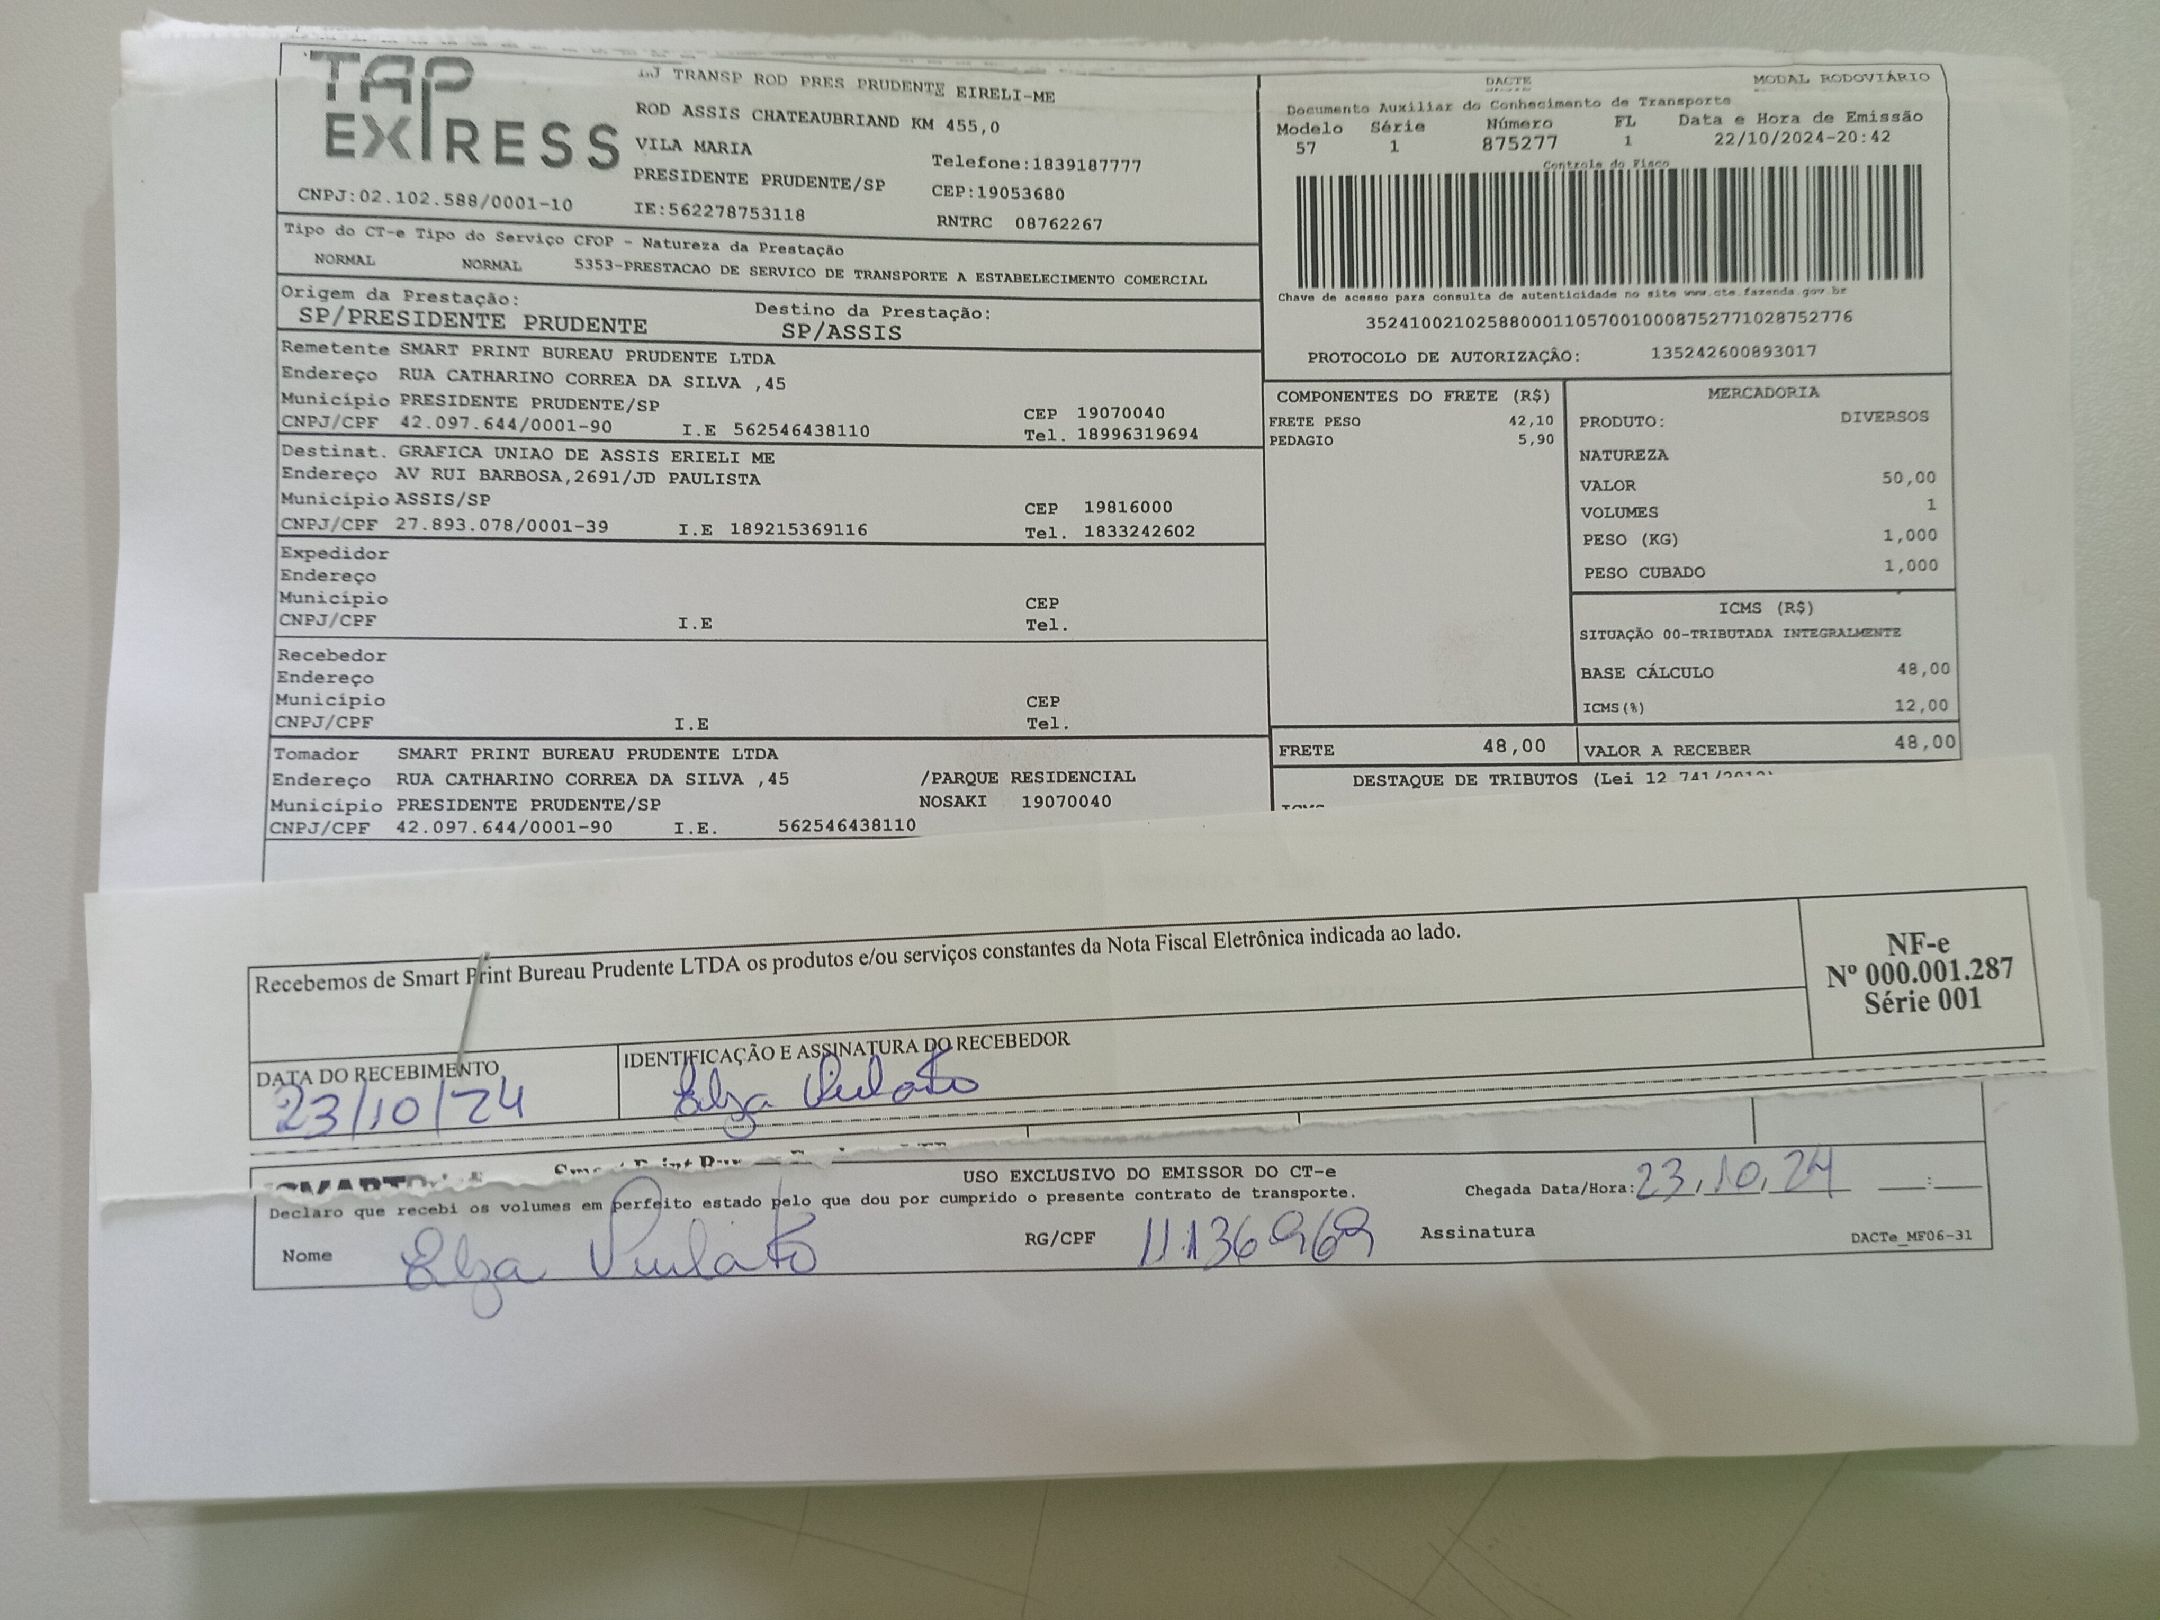 TAP EXPRESS
LJ TRANSP ROD PRES PRUDENTE EIRELI-ME
ROD ASSIS CHATEAUBRIAND KM 455,0
VILA MARIA
Telefone:1839187777
PRESIDENTE PRUDENTE/SP CEP:19053680
CNPJ:02.102.588/0001-10 IE:562278753118 RNTRC 08762267
DACTE MODAL RODOVIÁRIO
Documento Auxiliar do Conhecimento de Transporte
Modelo Série Número FL Data e Hora de Emissão
57 1 875277 1 22/10/2024-20:42
Controle do Fisco
Chave de acesso para consulta de autenticidade no site www.cte.fazenda.gov.br
35241002102588000110570010008752771028752776
PROTOCOLO DE AUTORIZAÇÃO: 135242600893017
Tipo do CT-e Tipo do Serviço CFOP - Natureza da Prestação
NORMAL NORMAL 5353-PRESTACAO DE SERVICO DE TRANSPORTE A ESTABELECIMENTO COMERCIAL
Origem da Prestação: Destino da Prestação:
SP/PRESIDENTE PRUDENTE SP/ASSIS
Remetente SMART PRINT BUREAU PRUDENTE LTDA
Endereço RUA CATHARINO CORREA DA SILVA ,45
Município PRESIDENTE PRUDENTE/SP CEP 19070040
CNPJ/CPF 42.097.644/0001-90 I.E 562546438110 Tel. 18996319694
Destinat. GRAFICA UNIAO DE ASSIS ERIELI ME
Endereço AV RUI BARBOSA,2691/JD PAULISTA
Município ASSIS/SP CEP 19816000
CNPJ/CPF 27.893.078/0001-39 I.E 189215369116 Tel. 1833242602
Expedidor
Endereço
Município CEP
CNPJ/CPF I.E Tel.
Recebedor
Endereço
Município CEP
CNPJ/CPF I.E Tel.
Tomador SMART PRINT BUREAU PRUDENTE LTDA
Endereço RUA CATHARINO CORREA DA SILVA ,45 /PARQUE RESIDENCIAL
Município PRESIDENTE PRUDENTE/SP NOSAKI 19070040
CNPJ/CPF 42.097.644/0001-90 I.E. 562546438110
COMPONENTES DO FRETE (R$)
FRETE PESO 42,10
PEDAGIO 5,90
FRETE 48,00
MERCADORIA
PRODUTO: DIVERSOS
NATUREZA
VALOR 50,00
VOLUMES 1
PESO (KG) 1,000
PESO CUBADO 1,000
ICMS (R$)
SITUAÇÃO 00-TRIBUTADA INTEGRALMENTE
BASE CÁLCULO 48,00
ICMS(%) 12,00
VALOR A RECEBER 48,00
DESTAQUE DE TRIBUTOS (Lei 12.741/
Recebemos de Smart Print Bureau Prudente LTDA os produtos e/ou serviços constantes da Nota Fiscal Eletrônica indicada ao lado.
NF-e
Nº 000.001.287
Série 001
DATA DO RECEBIMENTO IDENTIFICAÇÃO E ASSINATURA DO RECEBEDOR
23/10/24 Elza
USO EXCLUSIVO DO EMISSOR DO CT-e
Declaro que recebi os volumes em perfeito estado pelo que dou por cumprido o presente contrato de transporte. Chegada Data/Hora: 23,10,24 __:__
Nome Elza RG/CPF 11136969 Assinatura
DACTe_MF06-31